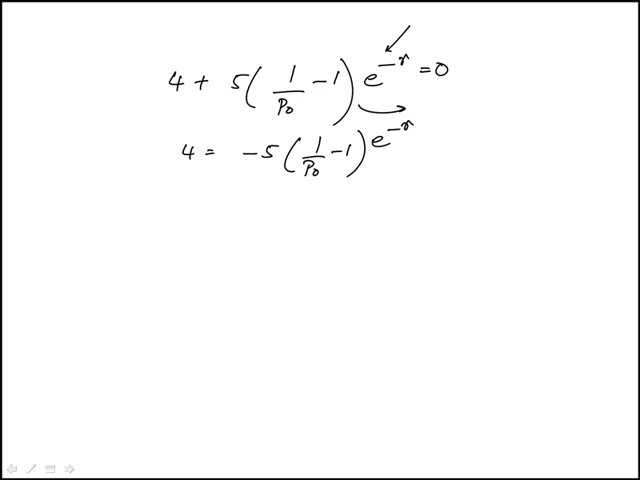 4 + 5(1/P₀ − 1)e^{−r} = 0
4 = −5(1/P₀ − 1)e^{−r}